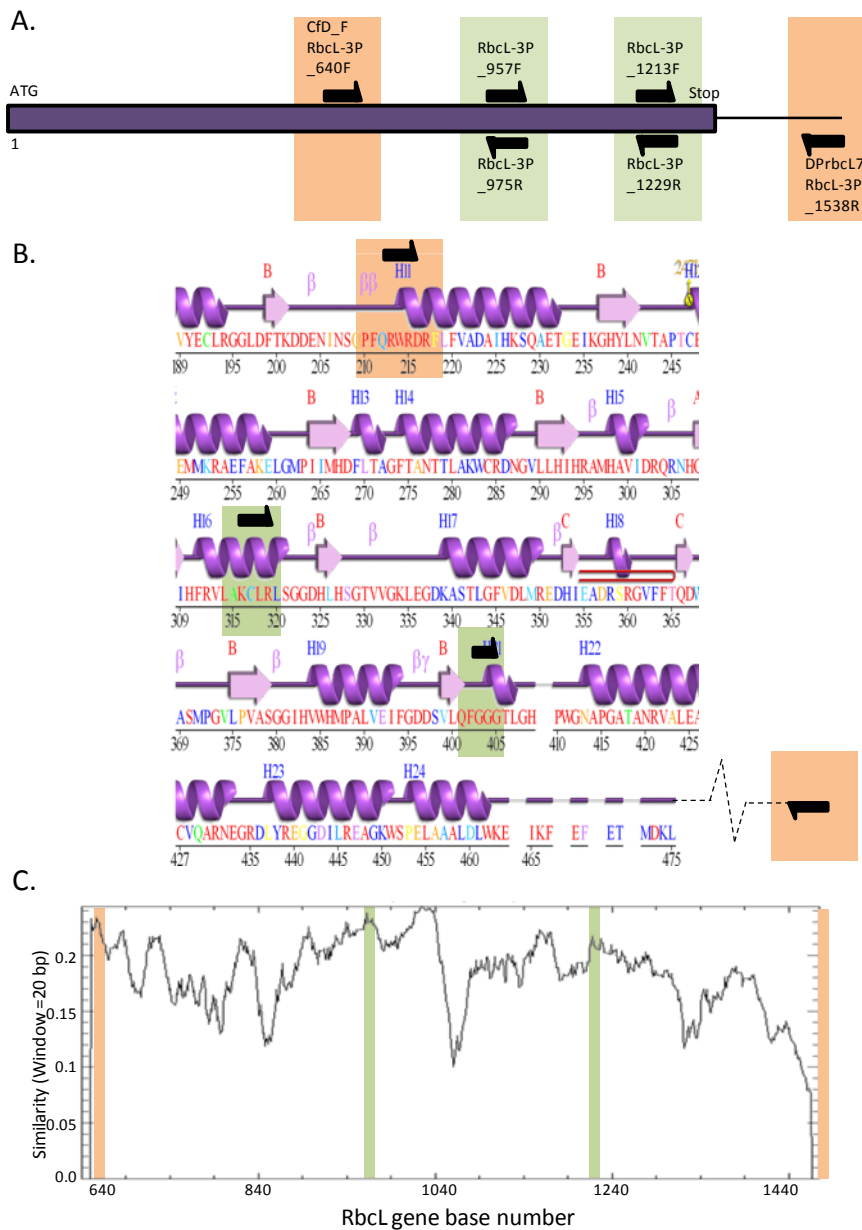 A.
CfD_F
RbcL-3P
_640F
RbcL-3P
_957F
RbcL-3P
_1213F
ATG
Stop
1
RbcL-3P
_975R
RbcL-3P
_1229R
DPrbcL7
RbcL-3P
_1538R
B.
B β ββ H11 B H12
VYECLRGGLDFTKDDENINSQPFQRWRDRFLFVADAIHKSQAETGEIKGHYLNVTAPTCE
189 195 200 205 210 215 220 225 230 235 240 245
B H13 H14 B β H15 β
EMMKRAEFAKELGMPIIMHDFLTAGFTANTTLAKWCRDNGVLLHIHRAMHAVIDRQRNHG
249 255 260 265 270 275 280 285 290 295 300 305
H16 β B β H17 β C H18 C
IHFRVLAKCLRLSGGDHLHSGTVVGKLEGDKASTLGFVDLMREDHIEADRSRGVFFTQDW
309 315 320 325 330 335 340 345 350 355 360 365
β B β H19 βγ B H22
ASMPGVLPVASGGIHVWHMPALVEIFGDDSVLQFGGGTLGH PWGNAPGATANRVALEA
369 375 380 385 390 395 400 405 410 415 420 425
H23 H24
CVQARNEGRDLYREGGDILREAGKWSPELAAALDLWKE IKF EF ET MDKL
427 435 440 445 450 455 460 465 475
C.
Similarity (Window =20 bp)
0.2
0.15
0.1
0.05
0.0
640 840 1040 1240 1440
RbcL gene base number